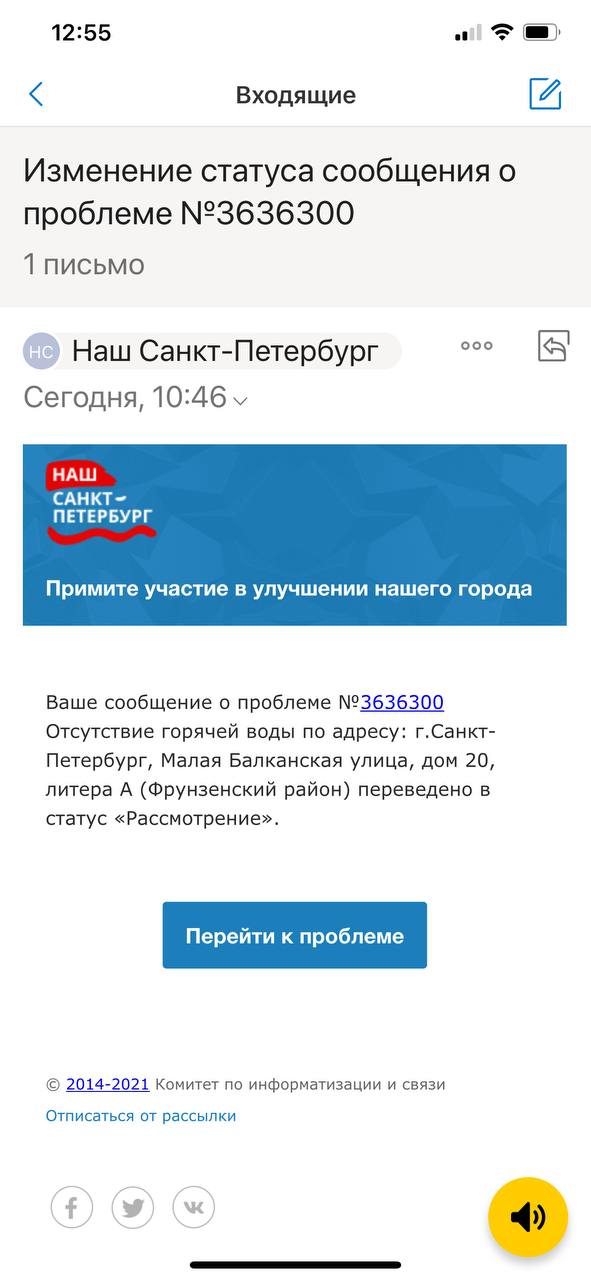 12:55
Входящие
Изменение статуса сообщения о
проблеме №3636300
1 письмо
НС Наш Санкт-Петербург
Сегодня, 10:46
НАШ
САНКТ-
ПЕТЕРБУРГ
Примите участие в улучшении нашего города
Ваше сообщение о проблеме №3636300
Отсутствие горячей воды по адресу: г.Санкт-
Петербург, Малая Балканская улица, дом 20,
литера А (Фрунзенский район) переведено в
статус «Рассмотрение».
Перейти к проблеме
© 2014-2021 Комитет по информатизации и связи
Отписаться от рассылки